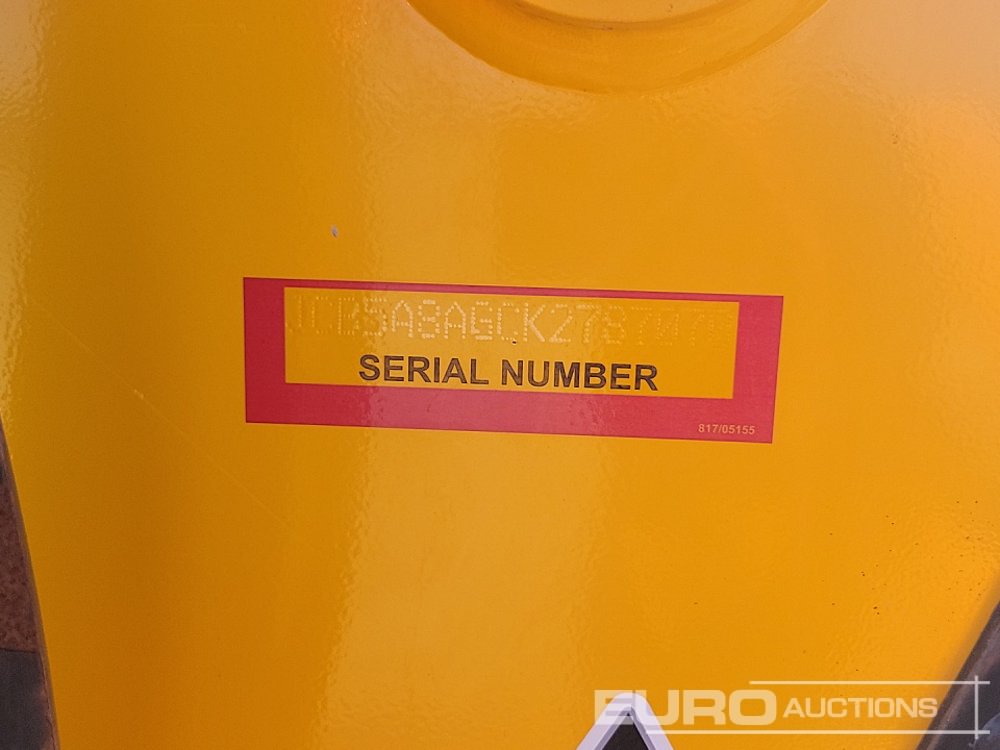 SERIAL NUMBER
817/05155
EURO AUCTIONS